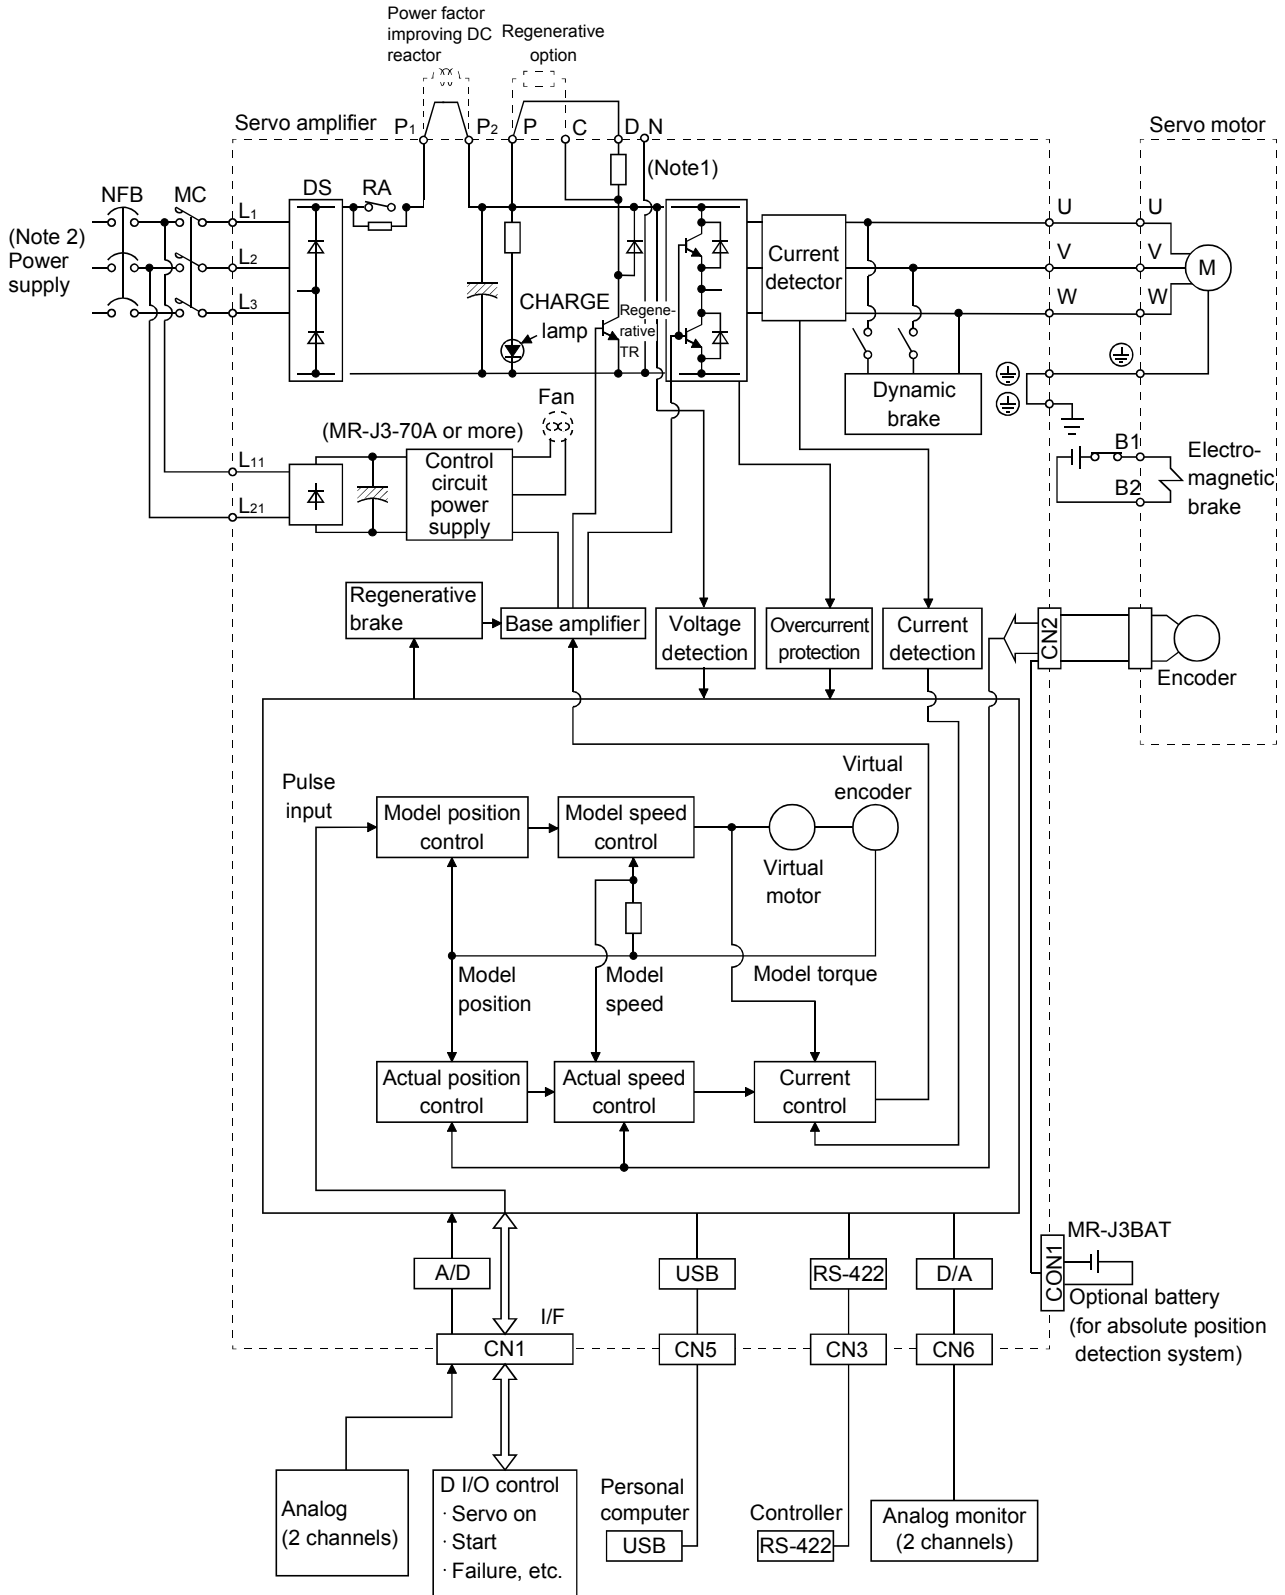 Power factor
improving DC
reactor
Regenerative
option
Servo amplifier
P1
P2
P
C
D
N
Servo motor
(Note1)
NFB
MC
DS
RA
L1
L2
L3
(Note 2)
Power
supply
U
V
W
U
V
W
M
Current
detector
CHARGE
lamp
Regene-
rative
TR
Dynamic
brake
Fan
(MR-J3-70A or more)
L11
L21
Control
circuit
power
supply
B1
B2
Electro-
magnetic
brake
Regenerative
brake
Base amplifier
Voltage
detection
Overcurrent
protection
Current
detection
CN2
Encoder
Pulse
input
Model position
control
Model speed
control
Virtual
encoder
Virtual
motor
Model
position
Model
speed
Model torque
Actual position
control
Actual speed
control
Current
control
A/D
USB
RS-422
D/A
I/F
CN1
CN5
CN3
CN6
CON1
MR-J3BAT
Optional battery
(for absolute position
detection system)
Analog
(2 channels)
D I/O control
· Servo on
· Start
· Failure, etc.
Personal
computer
USB
Controller
RS-422
Analog monitor
(2 channels)